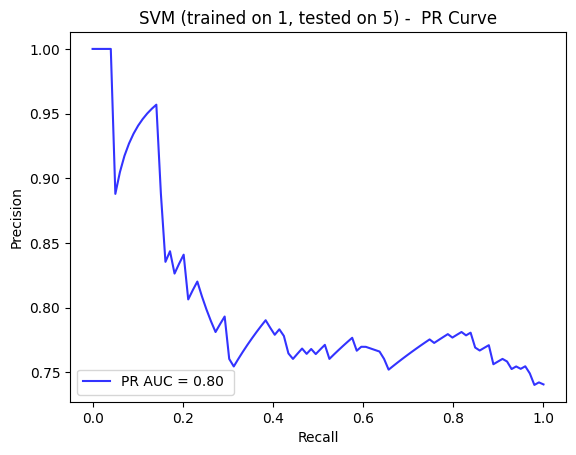 SVM (trained on 1, tested on 5) -  PR Curve
1.00
0.95
0.90
0.85
0.80
0.75
Precision
PR AUC = 0.80
0.0 0.2 0.4 0.6 0.8 1.0
Recall